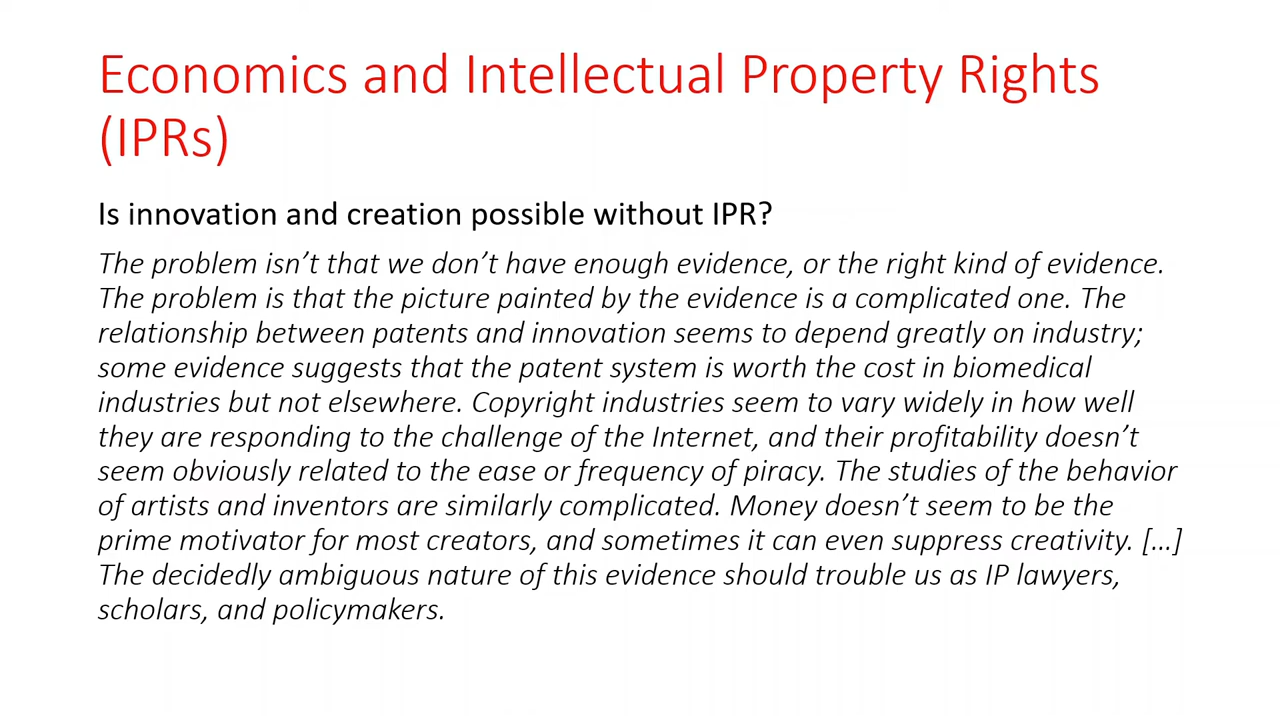 Economics and Intellectual Property Rights
(IPRs)
Is innovation and creation possible without IPR?
The problem isn’t that we don’t have enough evidence, or the right kind of evidence.
The problem is that the picture painted by the evidence is a complicated one. The
relationship between patents and innovation seems to depend greatly on industry;
some evidence suggests that the patent system is worth the cost in biomedical
industries but not elsewhere. Copyright industries seem to vary widely in how well
they are responding to the challenge of the Internet, and their profitability doesn’t
seem obviously related to the ease or frequency of piracy. The studies of the behavior
of artists and inventors are similarly complicated. Money doesn’t seem to be the
prime motivator for most creators, and sometimes it can even suppress creativity. […]
The decidedly ambiguous nature of this evidence should trouble us as IP lawyers,
scholars, and policymakers.